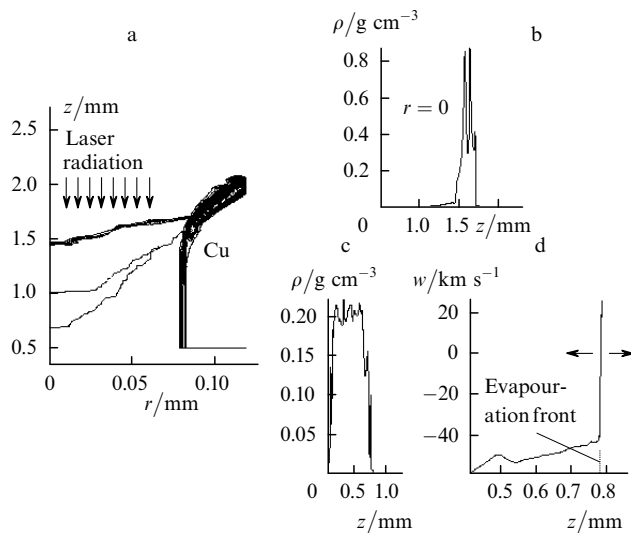 a
z/mm
2.5
Laser
radiation
2.0
1.5
1.0
0.5
Cu
0
0.05
0.10
r/mm
b
ρ/g cm⁻³
0.8
0.6
0.4
0.2
r = 0
0
1.0
1.5
z/mm
c
ρ/g cm⁻³
0.20
0.15
0.10
0.05
0
0.5
1.0
z/mm
d
w/km s⁻¹
20
0
−20
−40
Evapour-
ation front
0.5
0.6
0.7
0.8
z/mm